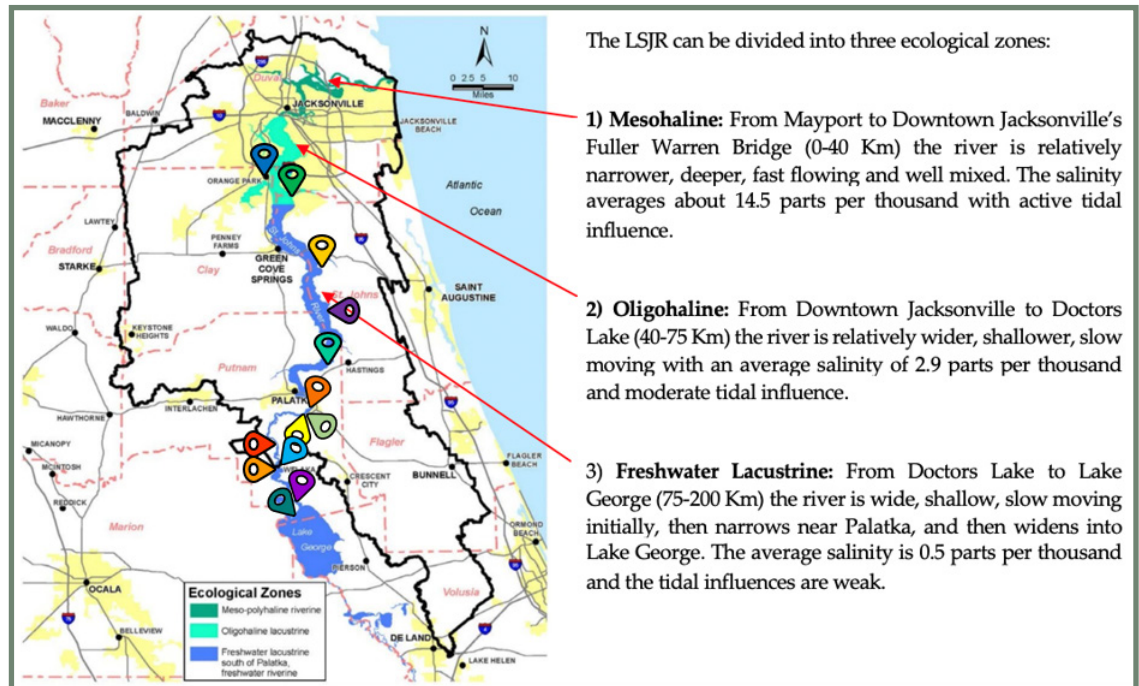 N
0 2.5 5 10
Miles
Duval
JACKSONVILLE
Baker
MACCLENNY
BALDWIN
JACKSONVILLE
BEACH
ORANGE PARK
Atlantic
Ocean
LAWTEY
PENNEY
FARMS
St. Johns
Bradford
STARKE
Clay
GREEN
COVE
SPRINGS
St. Johns
River
SAINT
AUGUSTINE
WALDO
KEYSTONE
HEIGHTS
Putnam
HASTINGS
INTERLACHEN
HAWTHORNE
Flagler
MICANOPY
FLAGLER
BEACH
MCINTOSH
CRESCENT
CITY
BUNNELL
REDDICK
Marion
Lake
George
ORMOND
BEACH
PIERSON
OCALA
Volusia
BELLEVIEW
DE LAND
LAKE HELEN
Ecological Zones
Meso-polyhaline riverine
Oligohaline lacustrine
Freshwater lacustrine
south of Palatka,
freshwater riverine
The LSJR can be divided into three ecological zones:
1) Mesohaline: From Mayport to Downtown Jacksonville's
Fuller Warren Bridge (0-40 Km) the river is relatively
narrower, deeper, fast flowing and well mixed. The salinity
averages about 14.5 parts per thousand with active tidal
influence.
2) Oligohaline: From Downtown Jacksonville to Doctors
Lake (40-75 Km) the river is relatively wider, shallower, slow
moving with an average salinity of 2.9 parts per thousand
and moderate tidal influence.
3) Freshwater Lacustrine: From Doctors Lake to Lake
George (75-200 Km) the river is wide, shallow, slow moving
initially, then narrows near Palatka, and then widens into
Lake George. The average salinity is 0.5 parts per thousand
and the tidal influences are weak.